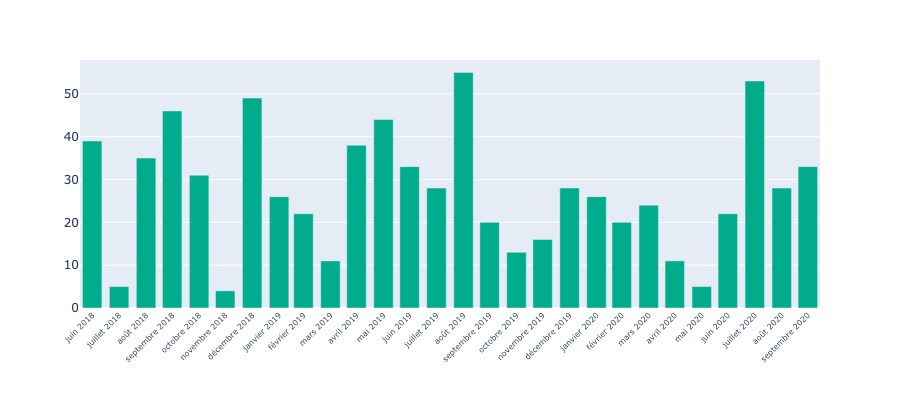 50
40
30
20
10
0
juin 2018
juillet 2018
août 2018
septembre 2018
octobre 2018
novembre 2018
décembre 2018
janvier 2019
février 2019
mars 2019
avril 2019
mai 2019
juin 2019
juillet 2019
août 2019
septembre 2019
octobre 2019
novembre 2019
décembre 2019
janvier 2020
février 2020
mars 2020
avril 2020
mai 2020
juin 2020
juillet 2020
août 2020
septembre 2020